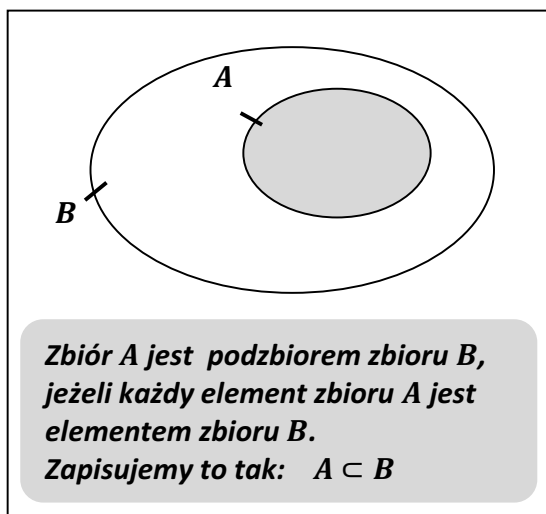 A
B
Zbiór A jest podzbiorem zbioru B,
jeżeli każdy element zbioru A jest
elementem zbioru B.
Zapisujemy to tak: A ⊂ B